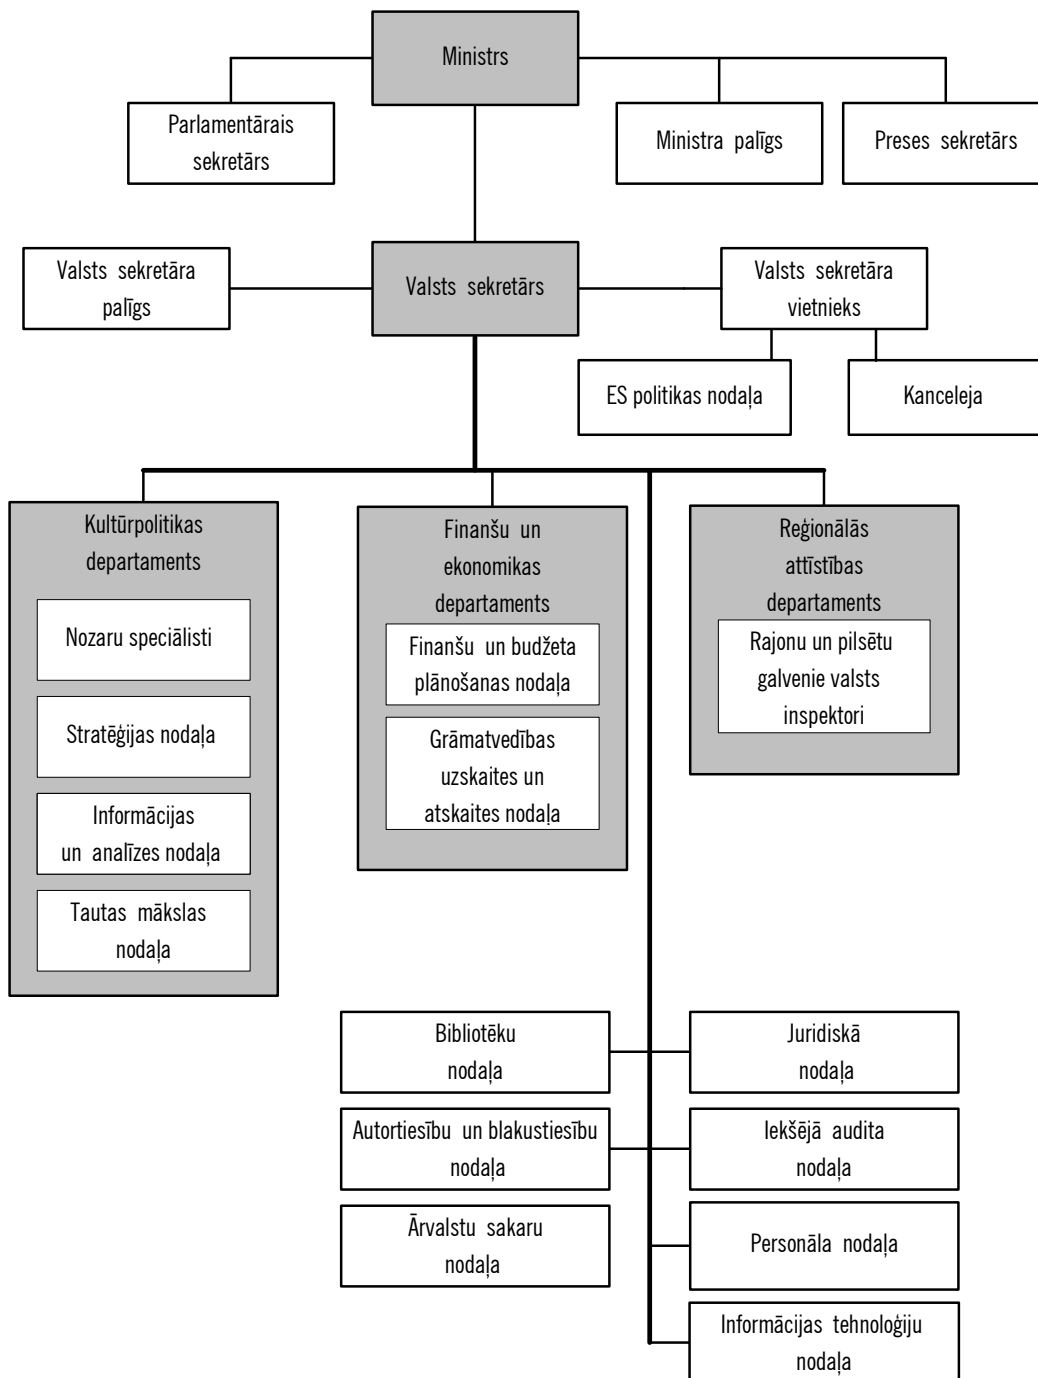 Ministrs
Parlamentārais
sekretārs
Ministra palīgs
Preses sekretārs
Valsts sekretāra
palīgs
Valsts sekretārs
Valsts sekretāra
vietnieks
ES politikas nodaļa
Kanceleja
Kultūrpolitikas
departaments
Nozaru speciālisti
Stratēģijas nodaļa
Informācijas
un analīzes nodaļa
Tautas mākslas
nodaļa
Finanšu un
ekonomikas
departaments
Finanšu un budžeta
plānošanas nodaļa
Grāmatvedības
uzskaites un
atskaites nodaļa
Reģionālās
attīstības
departaments
Rajonu un pilsētu
galvenie valsts
inspektori
Bibliotēku
nodaļa
Juridiskā
nodaļa
Autortiesību un blakustiesību
nodaļa
Iekšējā audita
nodaļa
Ārvalstu sakaru
nodaļa
Personāla nodaļa
Informācijas tehnoloģiju
nodaļa